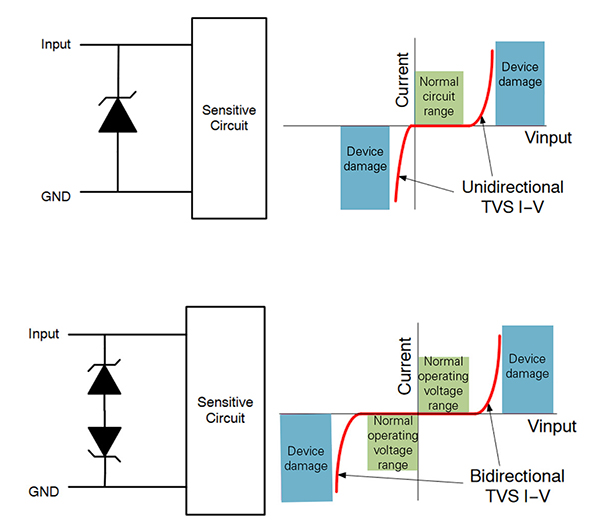 Input
Sensitive
Circuit
GND
Current
Normal
circuit
range
Device
damage
Vinput
Device
damage
Unidirectional
TVS I–V
Input
Sensitive
Circuit
GND
Current
Normal
operating
voltage
range
Device
damage
Vinput
Normal
operating
voltage
range
Device
damage
Bidirectional
TVS I–V